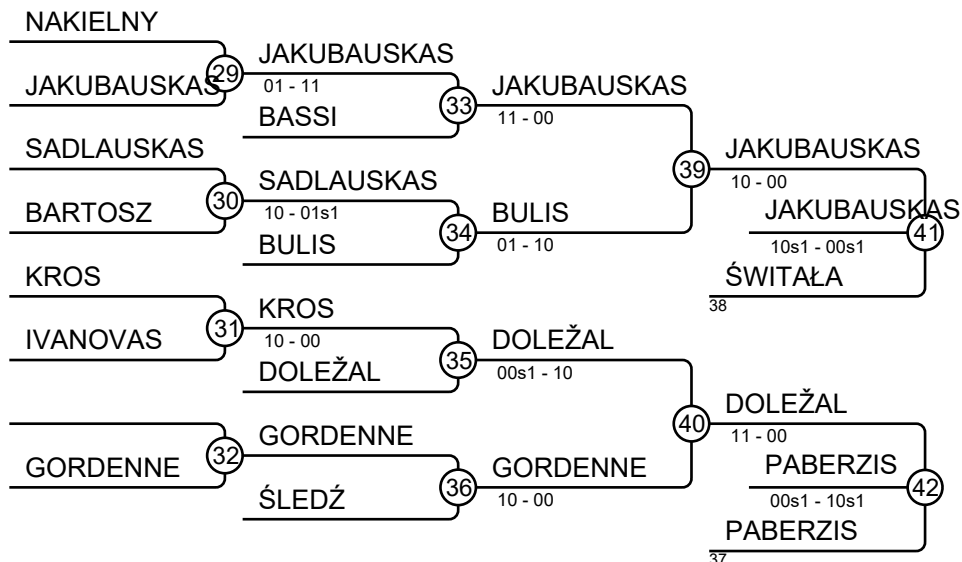 NAKIELNY
JAKUBAUSKAS
29
JAKUBAUSKAS
01 - 11
BASSI
33
JAKUBAUSKAS
11 - 00
SADLAUSKAS
BARTOSZ
30
SADLAUSKAS
10 - 01s1
BULIS
34
BULIS
01 - 10
39
JAKUBAUSKAS
10 - 00
JAKUBAUSKAS
10s1 - 00s1
41
ŚWITAŁA
38
KROS
IVANOVAS
31
KROS
10 - 00
DOLEŽAL
35
DOLEŽAL
00s1 - 10
GORDENNE
32
GORDENNE
ŚLEDŹ
36
GORDENNE
10 - 00
40
DOLEŽAL
11 - 00
PABERZIS
00s1 - 10s1
42
PABERZIS
37